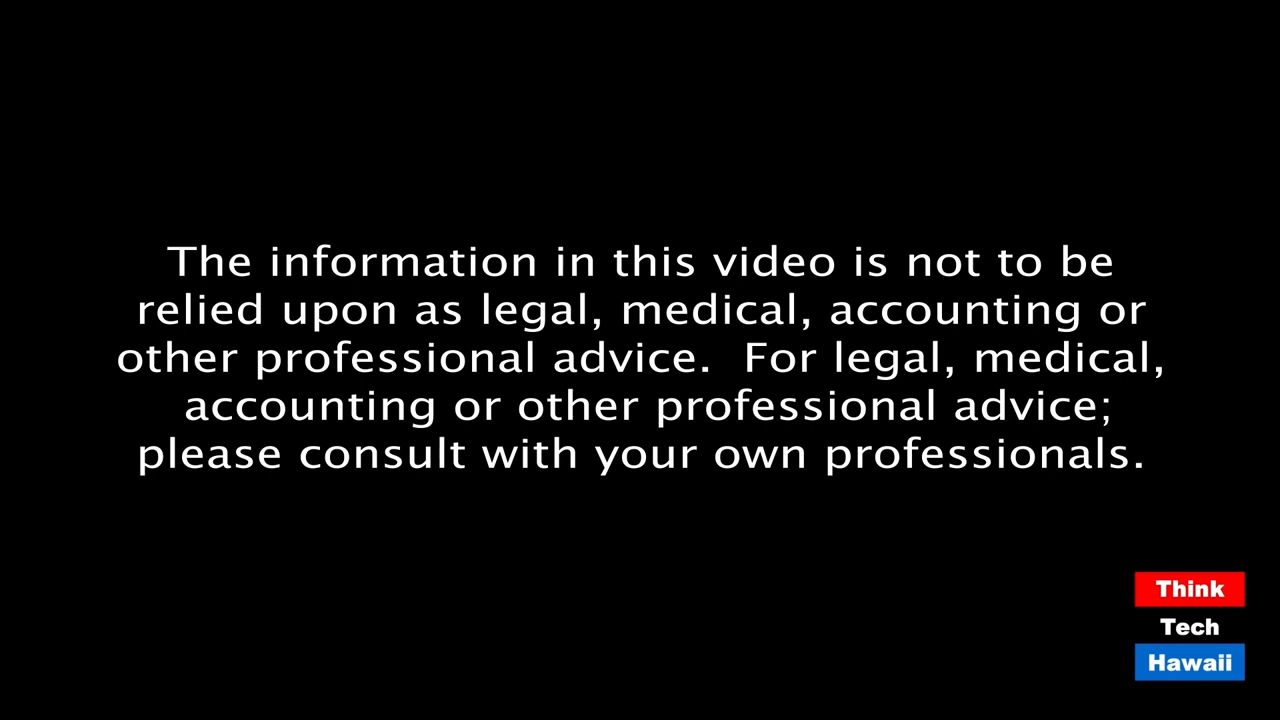 The information in this video is not to be
relied upon as legal, medical, accounting or
other professional advice.  For legal, medical,
accounting or other professional advice;
please consult with your own professionals.
Think
Tech
Hawaii